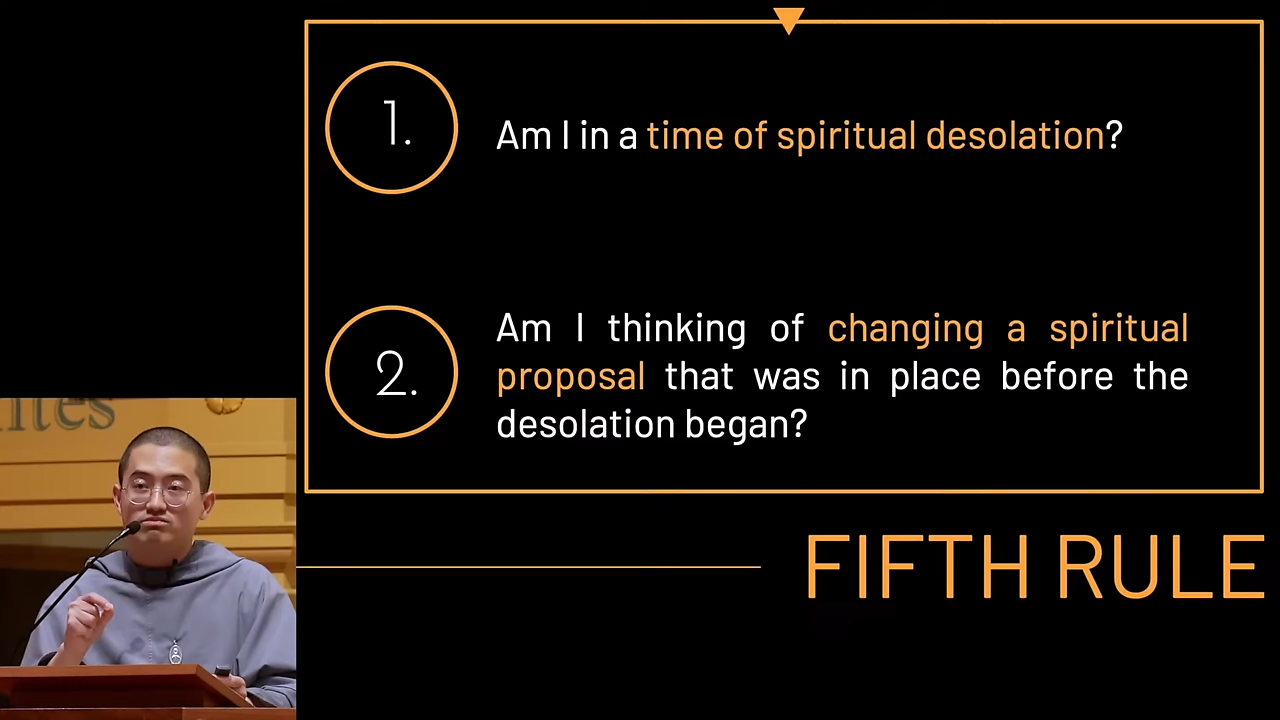 1.
Am I in a time of spiritual desolation?
2.
Am I thinking of changing a spiritual
proposal that was in place before the
desolation began?
FIFTH RULE